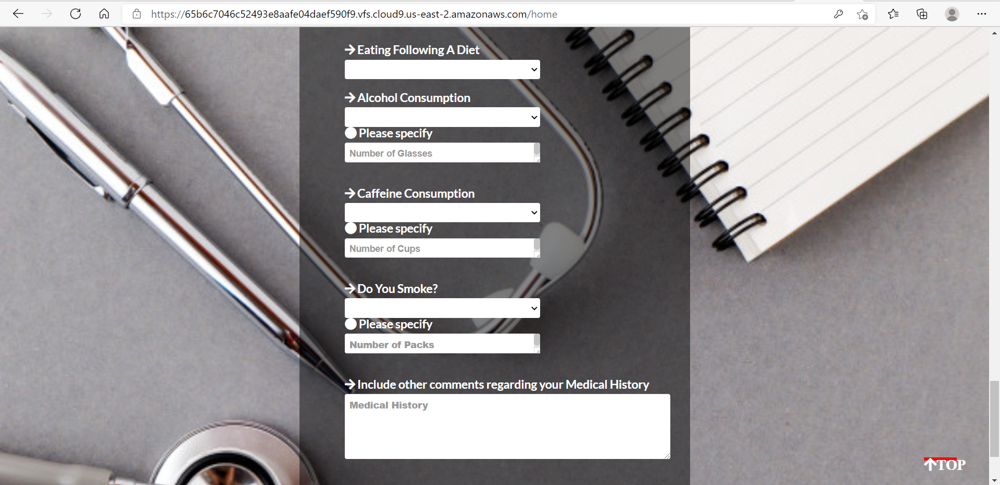 https://65b6c7046c52493e8aafe04daef590f9.vfs.cloud9.us-east-2.amazonaws.com/home
Eating Following A Diet
Alcohol Consumption
Please specify
Number of Glasses
Caffeine Consumption
Please specify
Number of Cups
Do You Smoke?
Please specify
Number of Packs
Include other comments regarding your Medical History
Medical History
TOP